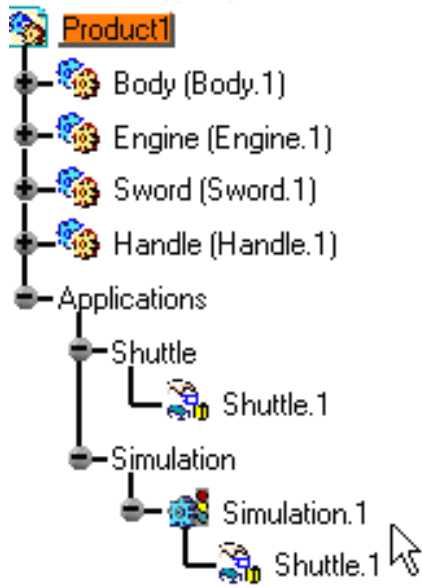 Product1
Body (Body.1)
Engine (Engine.1)
Sword (Sword.1)
Handle (Handle.1)
Applications
Shuttle
Shuttle.1
Simulation
Simulation.1
Shuttle.1